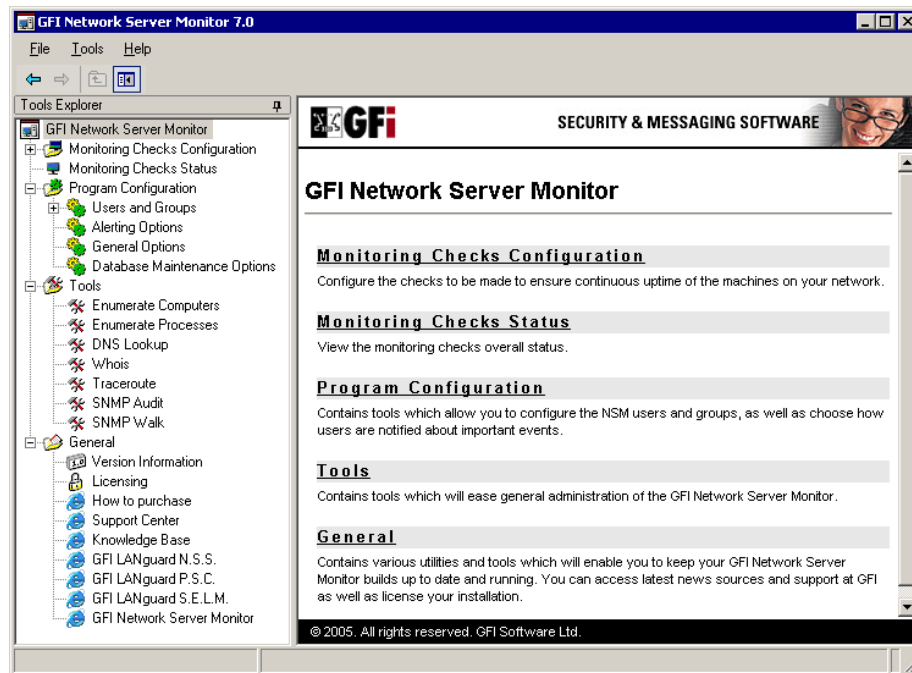 GFI Network Server Monitor 7.0
File Tools Help
Tools Explorer
GFI Network Server Monitor
Monitoring Checks Configuration
Monitoring Checks Status
Program Configuration
Users and Groups
Alerting Options
General Options
Database Maintenance Options
Tools
Enumerate Computers
Enumerate Processes
DNS Lookup
Whois
Traceroute
SNMP Audit
SNMP Walk
General
Version Information
Licensing
How to purchase
Support Center
Knowledge Base
GFI LANguard N.S.S.
GFI LANguard P.S.C.
GFI LANguard S.E.L.M.
GFI Network Server Monitor
GFi
SECURITY & MESSAGING SOFTWARE
GFI Network Server Monitor
Monitoring Checks Configuration
Configure the checks to be made to ensure continuous uptime of the machines on your network.
Monitoring Checks Status
View the monitoring checks overall status.
Program Configuration
Contains tools which allow you to configure the NSM users and groups, as well as choose how
users are notified about important events.
Tools
Contains tools which will ease general administration of the GFI Network Server Monitor.
General
Contains various utilities and tools which will enable you to keep your GFI Network Server
Monitor builds up to date and running. You can access latest news sources and support at GFI
as well as license your installation.
© 2005. All rights reserved. GFI Software Ltd.